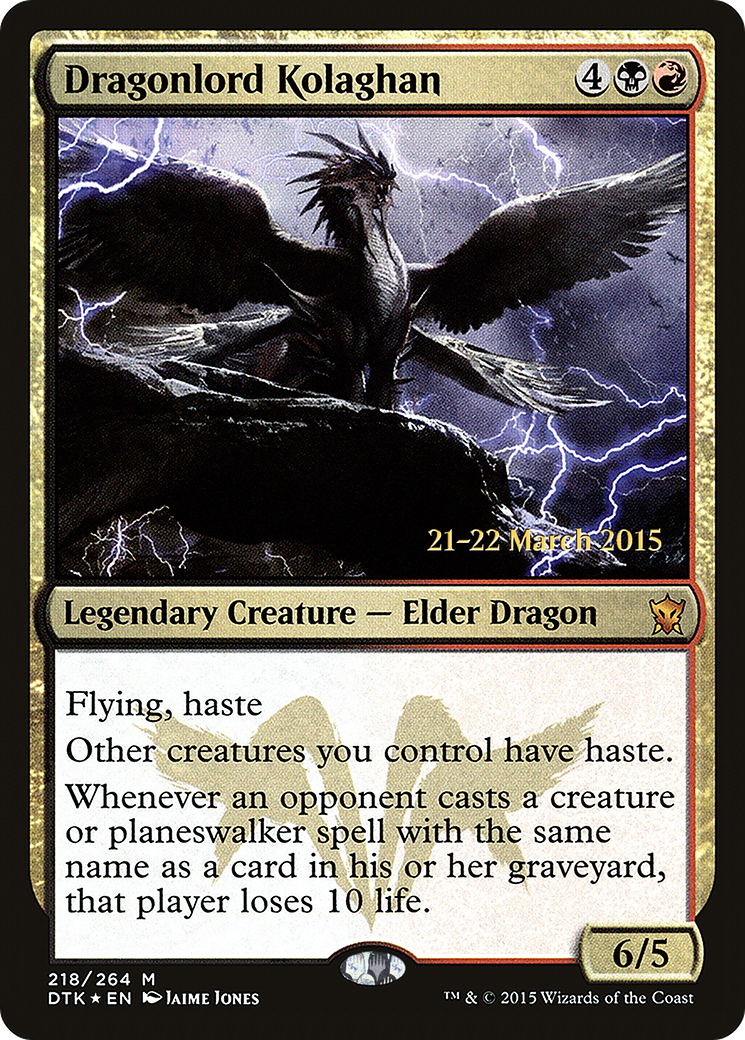 Dragonlord Kolaghan 4
21–22 March 2015
Legendary Creature — Elder Dragon
Flying, haste
Other creatures you control have haste.
Whenever an opponent casts a creature
or planeswalker spell with the same
name as a card in his or her graveyard,
that player loses 10 life.
6/5
218/264 M
DTK ★ EN Jaime Jones
™ & © 2015 Wizards of the Coast